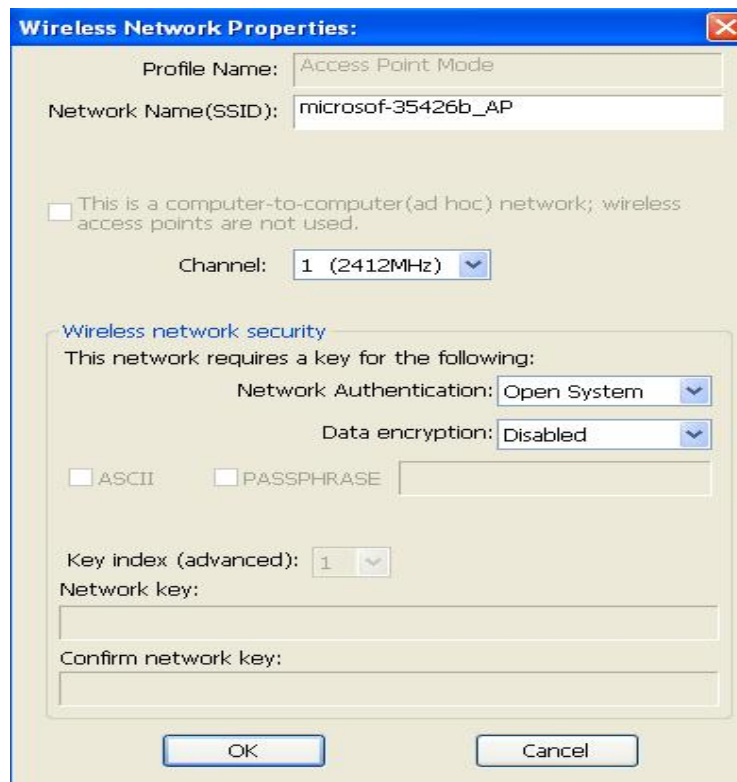 Wireless Network Properties:
Profile Name: Access Point Mode
Network Name(SSID): microsof-35426b_AP
This is a computer-to-computer(ad hoc) network; wireless
access points are not used.
Channel: 1 (2412MHz)
Wireless network security
This network requires a key for the following:
Network Authentication: Open System
Data encryption: Disabled
ASCII PASSPHRASE
Key index (advanced): 1
Network key:
Confirm network key:
OK Cancel